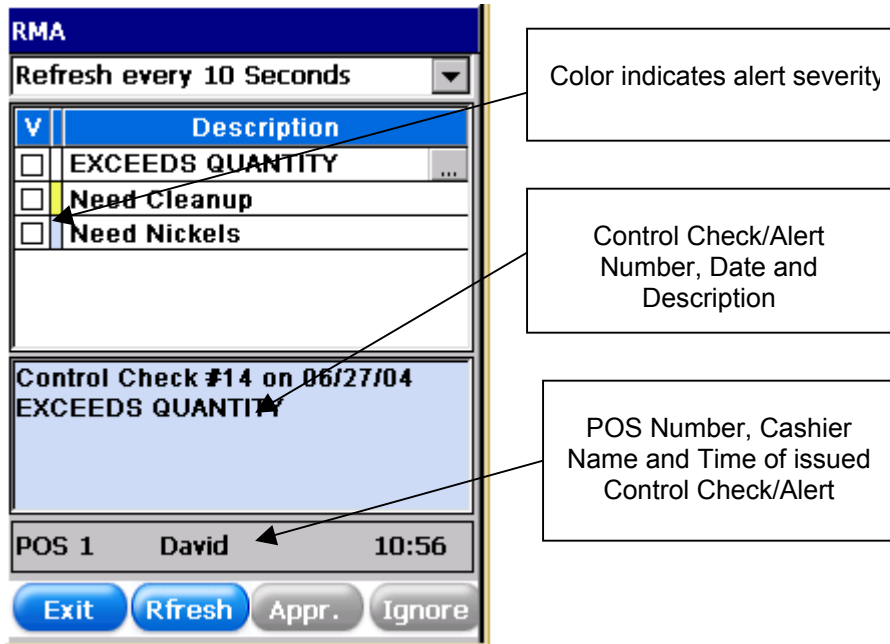 RMA
Refresh every 10 Seconds
V Description
EXCEEDS QUANTITY ...
Need Cleanup
Need Nickels
Control Check #14 on 06/27/04
EXCEEDS QUANTITY
POS 1 David 10:56
Exit Rfresh Appr. Ignore
Color indicates alert severity
Control Check/Alert
Number, Date and
Description
POS Number, Cashier
Name and Time of issued
Control Check/Alert